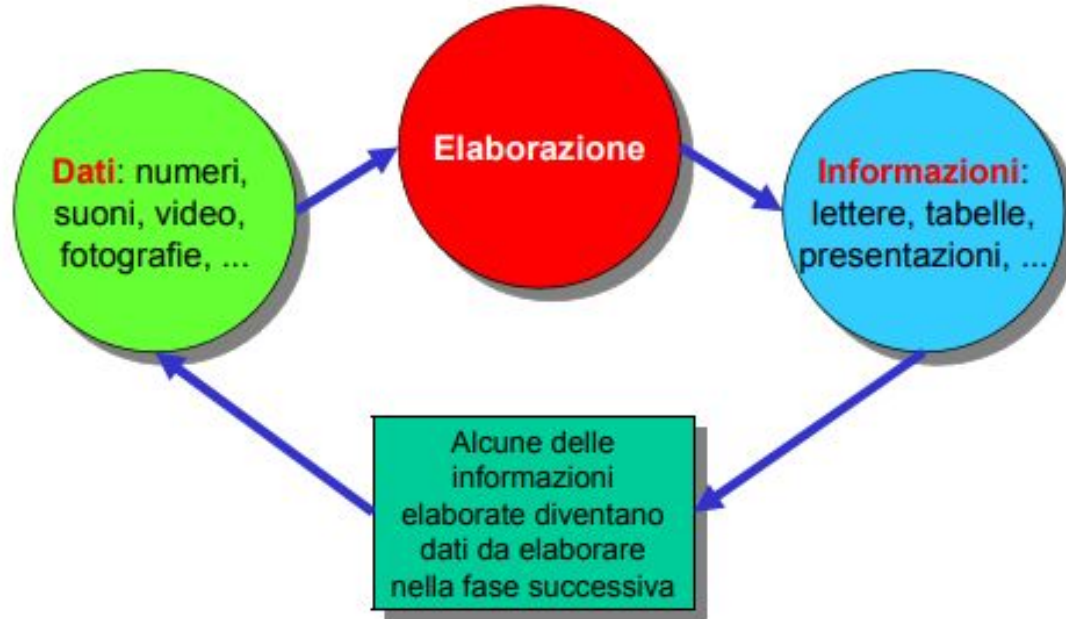 Dati: numeri,
suoni, video,
fotografie, ...
Elaborazione
Informazioni:
lettere, tabelle,
presentazioni, ...
Alcune delle
informazioni
elaborate diventano
dati da elaborare
nella fase successiva